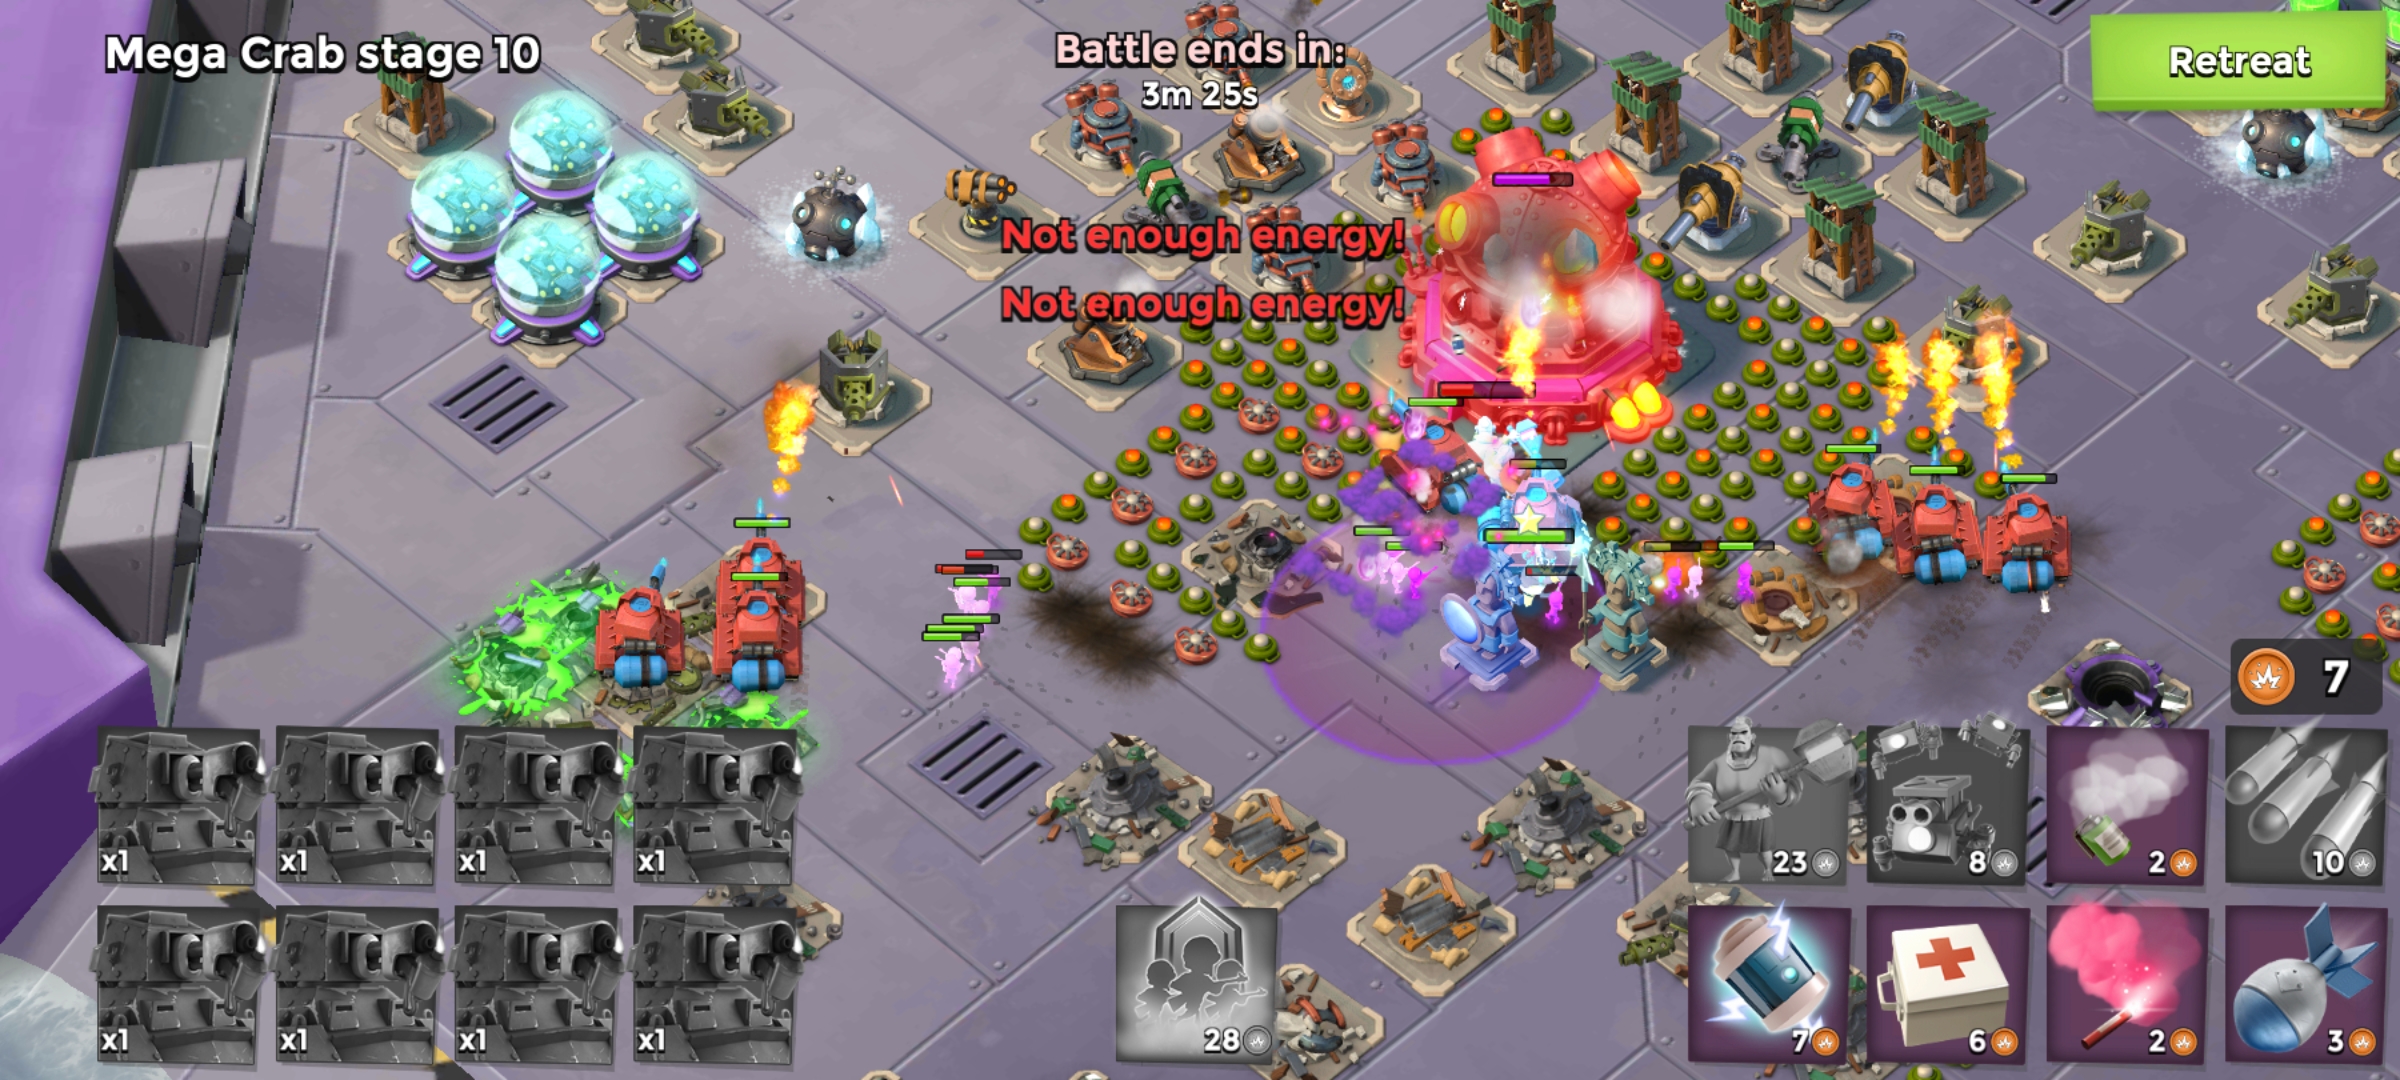 Mega Crab stage 10
Battle ends in:
3m 25s
Retreat
Not enough energy!
Not enough energy!
7
x1
x1
x1
x1
23
8
2
10
x1
x1
x1
x1
28
7
6
2
3